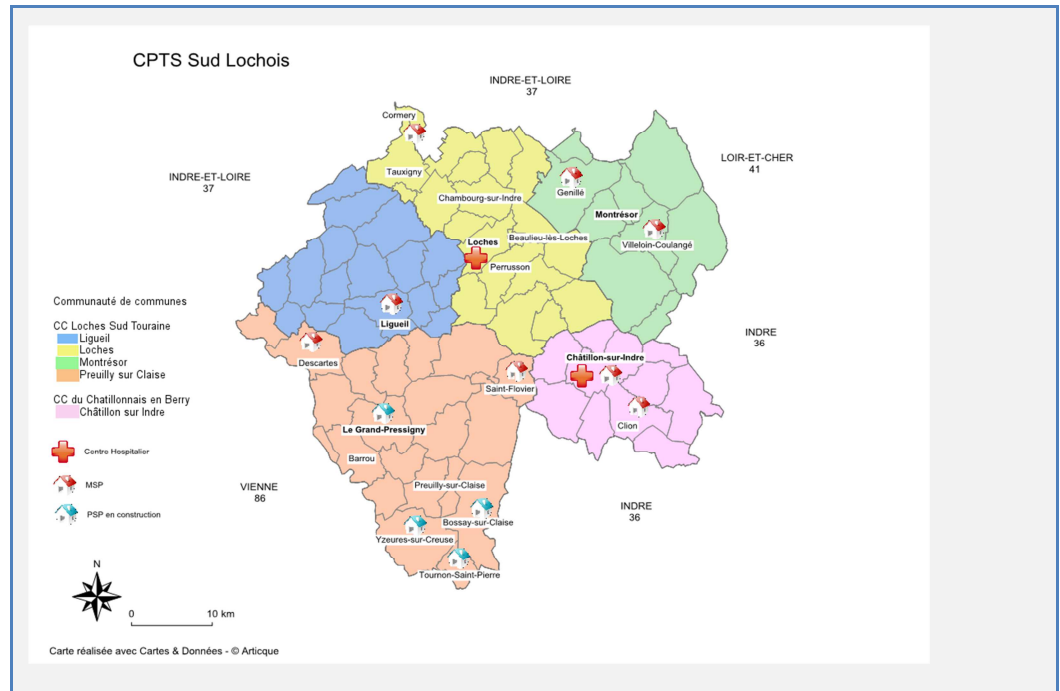 CPTS Sud Lochois
INDRE-ET-LOIRE
37
Cormery
LOIR-ET-CHER
41
INDRE-ET-LOIRE
37
Tauxigny
Genillé
Chambourg-sur-Indre
Montrésor
Beaulieu-lès-Loches
Loches
Villeloin-Coulangé
Perrusson
Communauté de communes
CC Loches Sud Touraine
Ligueil
Loches
Montrésor
Preuilly sur Claise
CC du Chatillonnais en Berry
Châtillon sur Indre
Centre Hospitalier
MSP
PSP en construction
Ligueil
INDRE
36
Descartes
Châtillon-sur-Indre
Saint-Flovier
Clion
Le Grand-Pressigny
Barrou
VIENNE
86
Preuilly-sur-Claise
INDRE
36
Bossay-sur-Claise
Yzeures-sur-Creuse
Tournon-Saint-Pierre
N
0 10 km
Carte réalisée avec Cartes & Données - © Articque